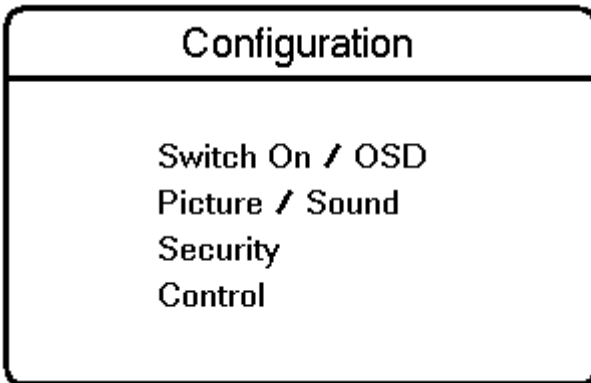 Configuration
Switch On / OSD
Picture / Sound
Security
Control